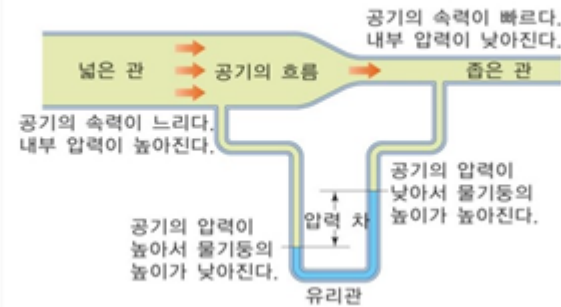 공기의 속력이 빠르다.
내부 압력이 낮아진다.
넓은 관
공기의 흐름
좁은 관
공기의 속력이 느리다.
내부 압력이 높아진다.
공기의 압력이
낮아서 물기둥의
높이가 높아진다.
압력 차
공기의 압력이
높아서 물기둥의
높이가 낮아진다.
유리관